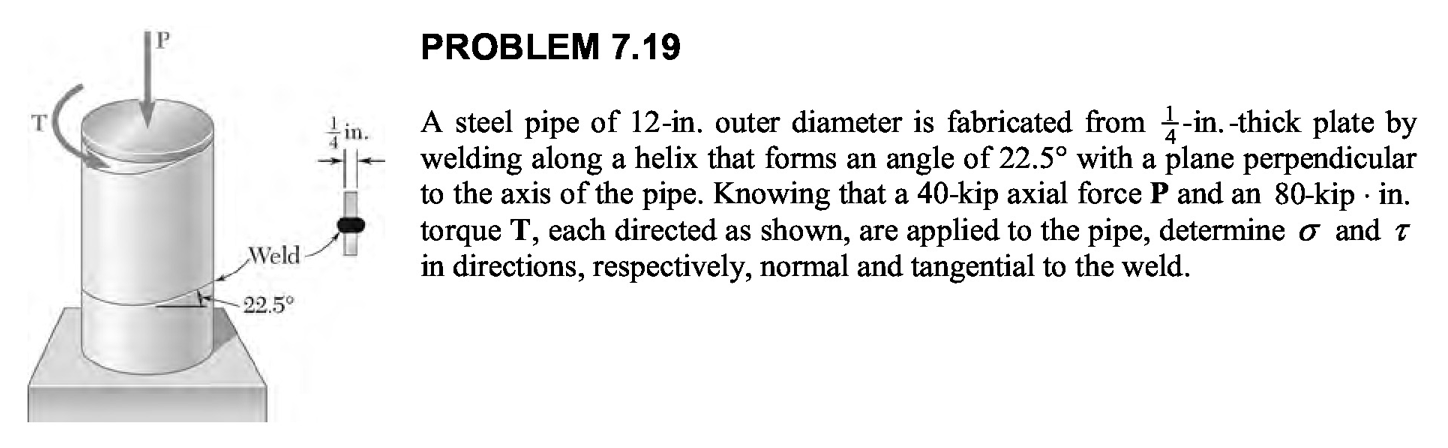 P
PROBLEM 7.19
T
1/4 in.
A steel pipe of 12-in. outer diameter is fabricated from 1/4-in.-thick plate by
welding along a helix that forms an angle of 22.5° with a plane perpendicular
to the axis of the pipe. Knowing that a 40-kip axial force P and an 80-kip · in.
torque T, each directed as shown, are applied to the pipe, determine σ and τ
in directions, respectively, normal and tangential to the weld.
Weld
22.5°